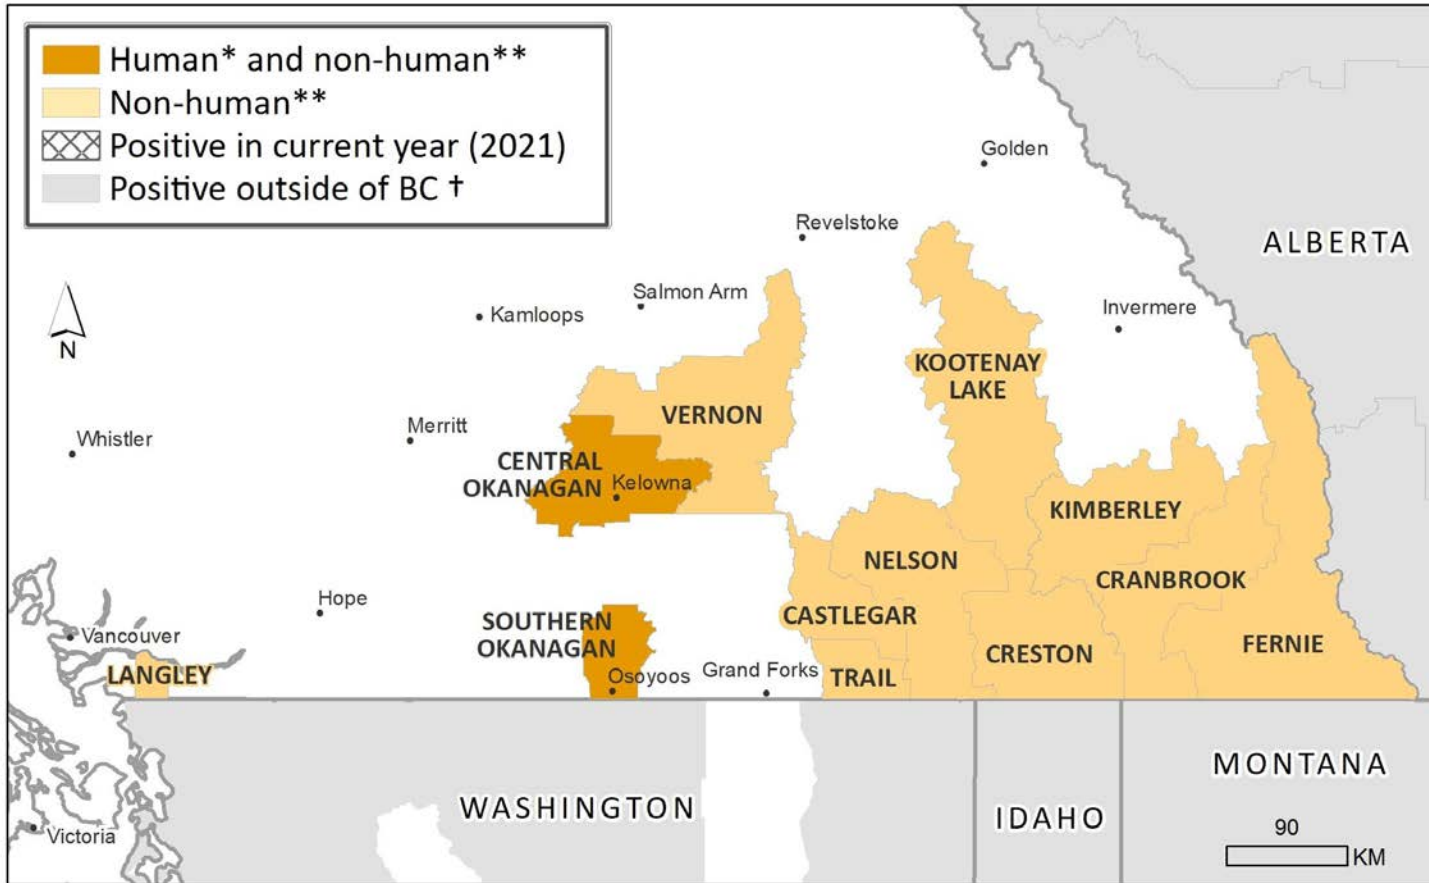 Human* and non-human**
Non-human**
Positive in current year (2021)
Positive outside of BC †
Golden
Revelstoke
ALBERTA
Salmon Arm
Invermere
Kamloops
N
KOOTENAY
LAKE
VERNON
Merritt
Whistler
CENTRAL
OKANAGAN
Kelowna
KIMBERLEY
NELSON
CRANBROOK
Hope
CASTLEGAR
SOUTHERN
OKANAGAN
Vancouver
FERNIE
CRESTON
LANGLEY
Grand Forks
TRAIL
Osoyoos
MONTANA
WASHINGTON
IDAHO
90
KM
Victoria